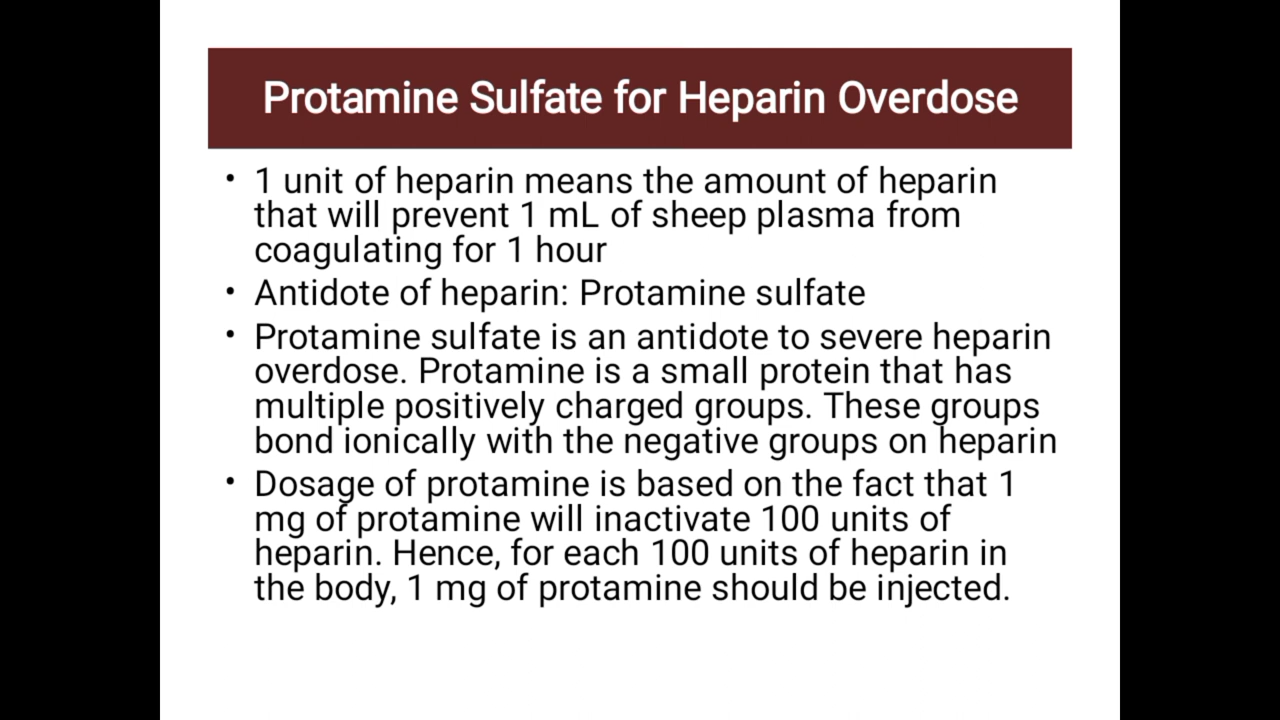 Protamine Sulfate for Heparin Overdose
• 1 unit of heparin means the amount of heparin
that will prevent 1 mL of sheep plasma from
coagulating for 1 hour
• Antidote of heparin: Protamine sulfate
• Protamine sulfate is an antidote to severe heparin
overdose. Protamine is a small protein that has
multiple positively charged groups. These groups
bond ionically with the negative groups on heparin
• Dosage of protamine is based on the fact that 1
mg of protamine will inactivate 100 units of
heparin. Hence, for each 100 units of heparin in
the body, 1 mg of protamine should be injected.